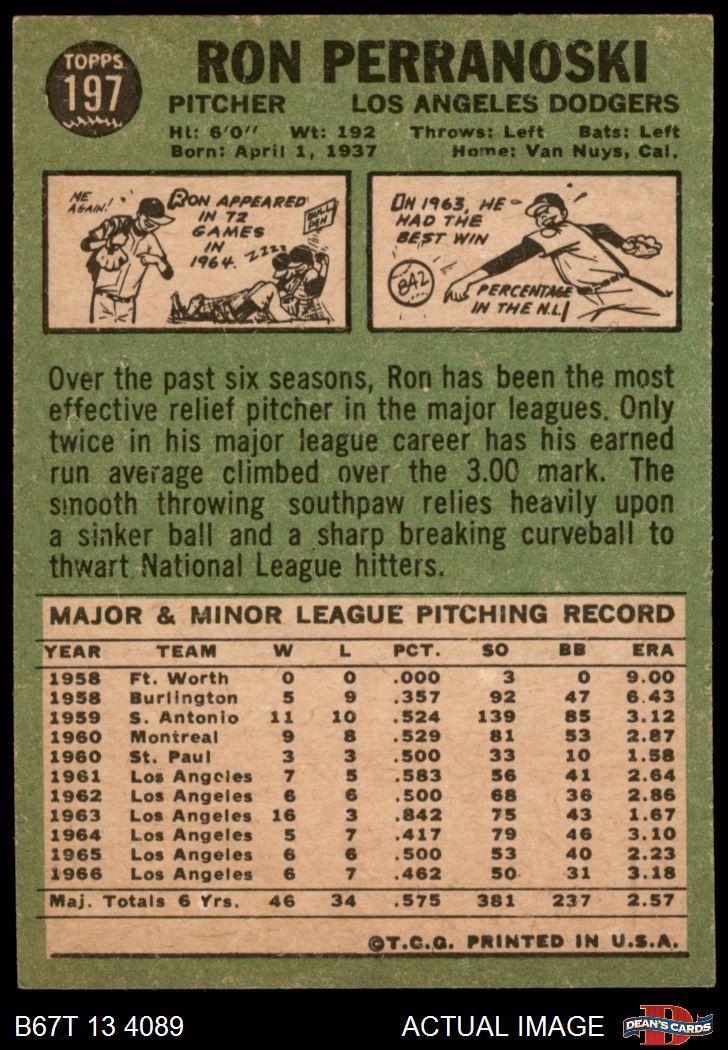 TOPPS
197
RON PERRANOSKI
PITCHER LOS ANGELES DODGERS
Ht: 6'0" Wt: 192 Throws: Left Bats: Left
Born: April 1, 1937 Home: Van Nuys, Cal.
ME AGAIN!
RON APPEARED
IN 72
GAMES
IN
1964.
ZZZZ
BULL
PEN
IN 1963, HE
HAD THE
BEST WIN
842
PERCENTAGE
IN THE N.L!
Over the past six seasons, Ron has been the most
effective relief pitcher in the major leagues. Only
twice in his major league career has his earned
run average climbed over the 3.00 mark. The
smooth throwing southpaw relies heavily upon
a sinker ball and a sharp breaking curveball to
thwart National League hitters.
MAJOR & MINOR LEAGUE PITCHING RECORD
YEAR TEAM W L PCT. SO BB ERA
1958 Ft. Worth 0 0 .000 3 0 9.00
1958 Burlington 5 9 .357 92 47 6.43
1959 S. Antonio 11 10 .524 139 85 3.12
1960 Montreal 9 8 .529 81 53 2.87
1960 St. Paul 3 3 .500 33 10 1.58
1961 Los Angeles 7 5 .583 56 41 2.64
1962 Los Angeles 6 6 .500 68 36 2.86
1963 Los Angeles 16 3 .842 75 43 1.67
1964 Los Angeles 5 7 .417 79 46 3.10
1965 Los Angeles 6 6 .500 53 40 2.23
1966 Los Angeles 6 7 .462 50 31 3.18
Maj. Totals 6 Yrs. 46 34 .575 381 237 2.57
©T.C.G. PRINTED IN U.S.A.
B67T 13 4089 ACTUAL IMAGE
D
DEAN'S CARDS